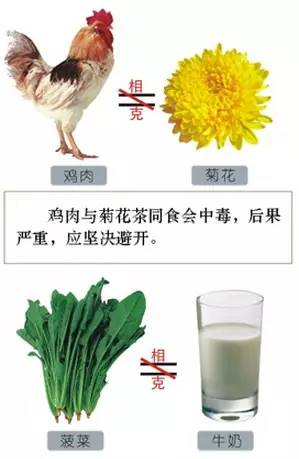 相
克
鸡肉
菊花
鸡肉与菊花茶同食会中毒，后果
严重，应坚决避开。
相
克
菠菜
牛奶